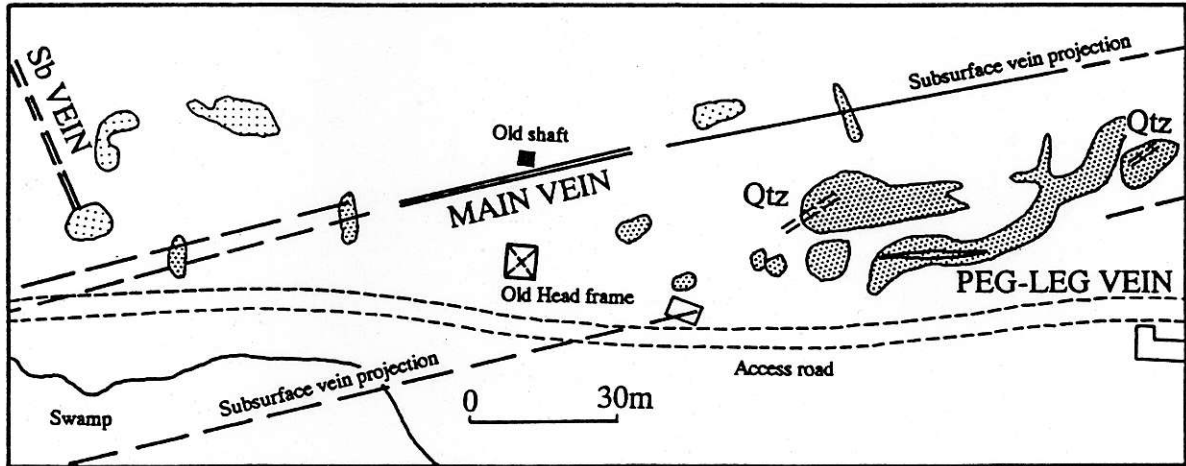 Sb VEIN
Subsurface vein projection
Old shaft
MAIN VEIN
Qtz
Qtz
Old Head frame
PEG-LEG VEIN
Subsurface vein projection
Access road
0 30m
Swamp